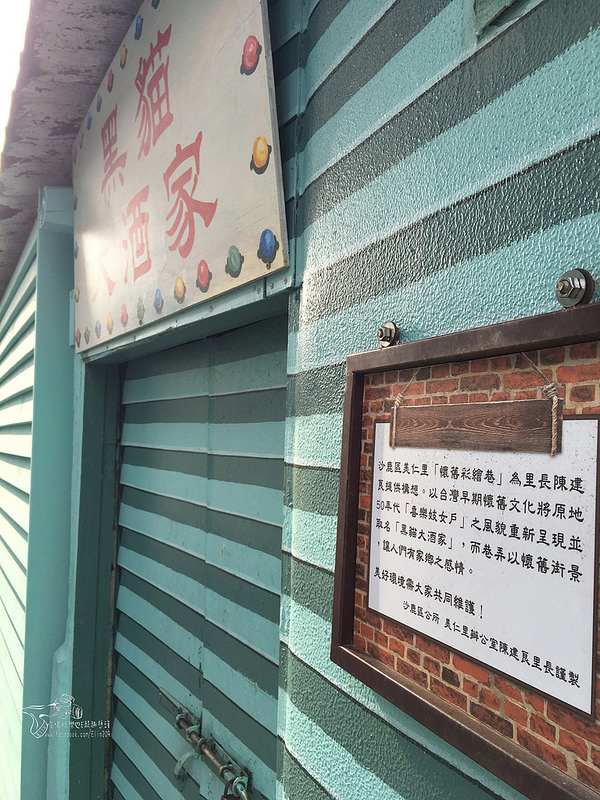 黑貓
大酒家
沙鹿區美仁里「懷舊彩繪巷」為里長陳建
良提供構想。以台灣早期懷舊文化將原地
50年代「喜樂妓女戶」之風貌重新呈現並
取名「黑貓大酒家」，而巷弄以懷舊街景
，讓人們有家鄉之感情。
美好環境需大家共同維護！
沙鹿區公所 美仁里辦公室陳建良里長謹製